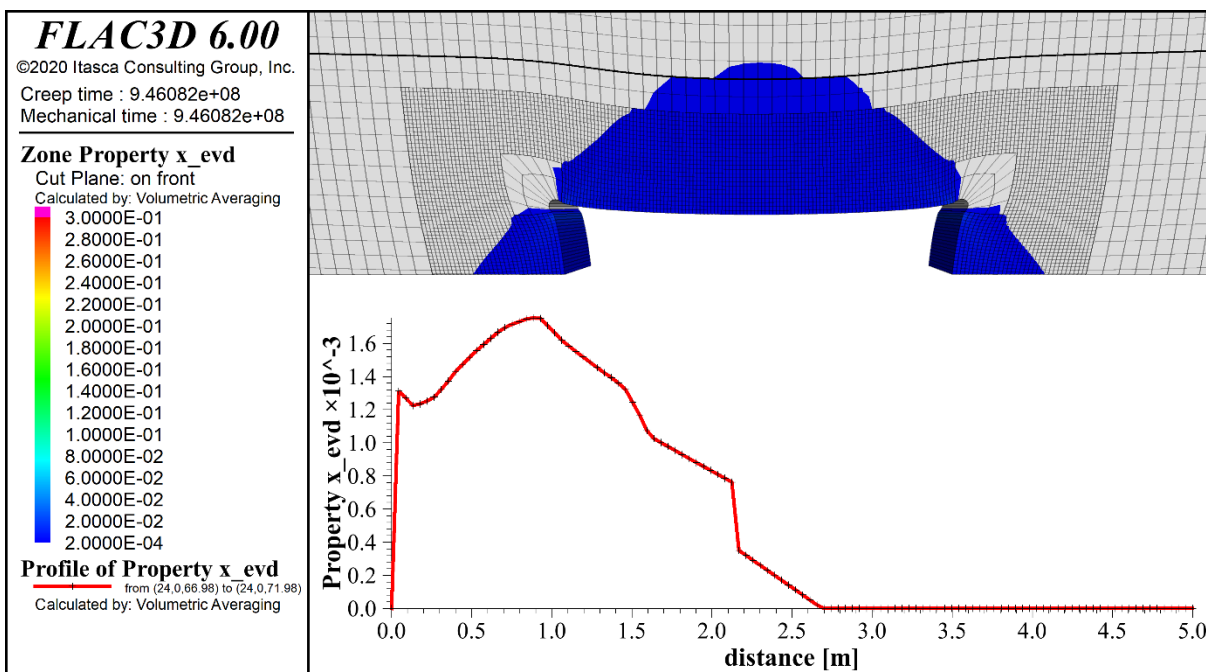 FLAC3D 6.00
©2020 Itasca Consulting Group, Inc.
Creep time : 9.46082e+08
Mechanical time : 9.46082e+08
Zone Property x_evd
Cut Plane: on front
Calculated by: Volumetric Averaging
3.0000E-01
2.8000E-01
2.6000E-01
2.4000E-01
2.2000E-01
2.0000E-01
1.8000E-01
1.6000E-01
1.4000E-01
1.2000E-01
1.0000E-01
8.0000E-02
6.0000E-02
4.0000E-02
2.0000E-02
2.0000E-04
Profile of Property x_evd
from (24,0,66.98) to (24,0,71.98)
Calculated by: Volumetric Averaging
Property x_evd ×10^-3
1.6
1.4
1.2
1.0
0.8
0.6
0.4
0.2
0.0
0.0 0.5 1.0 1.5 2.0 2.5 3.0 3.5 4.0 4.5 5.0
distance [m]